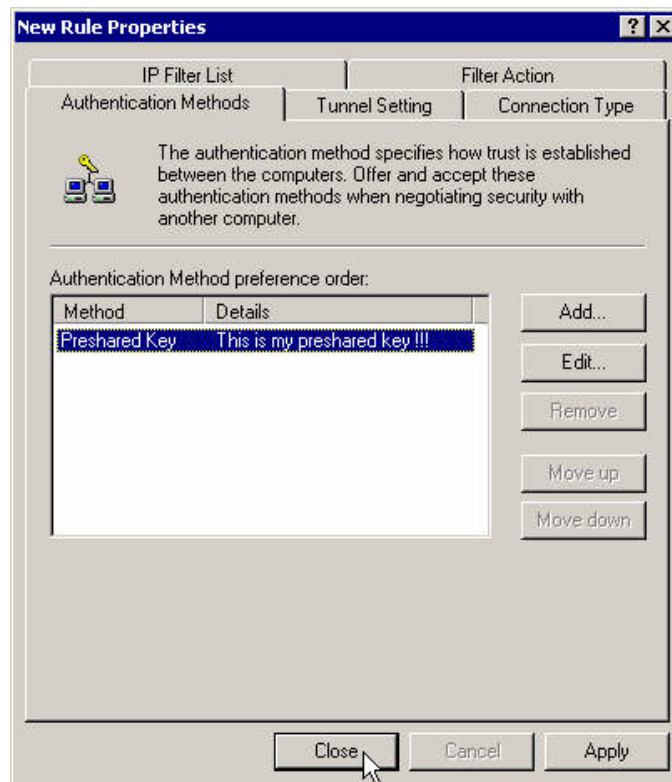 New Rule Properties
IP Filter List
Filter Action
Authentication Methods
Tunnel Setting
Connection Type
The authentication method specifies how trust is established
between the computers. Offer and accept these
authentication methods when negotiating security with
another computer.
Authentication Method preference order:
Method Details
Preshared Key This is my preshared key !!!
Add...
Edit...
Remove
Move up
Move down
Close
Cancel
Apply